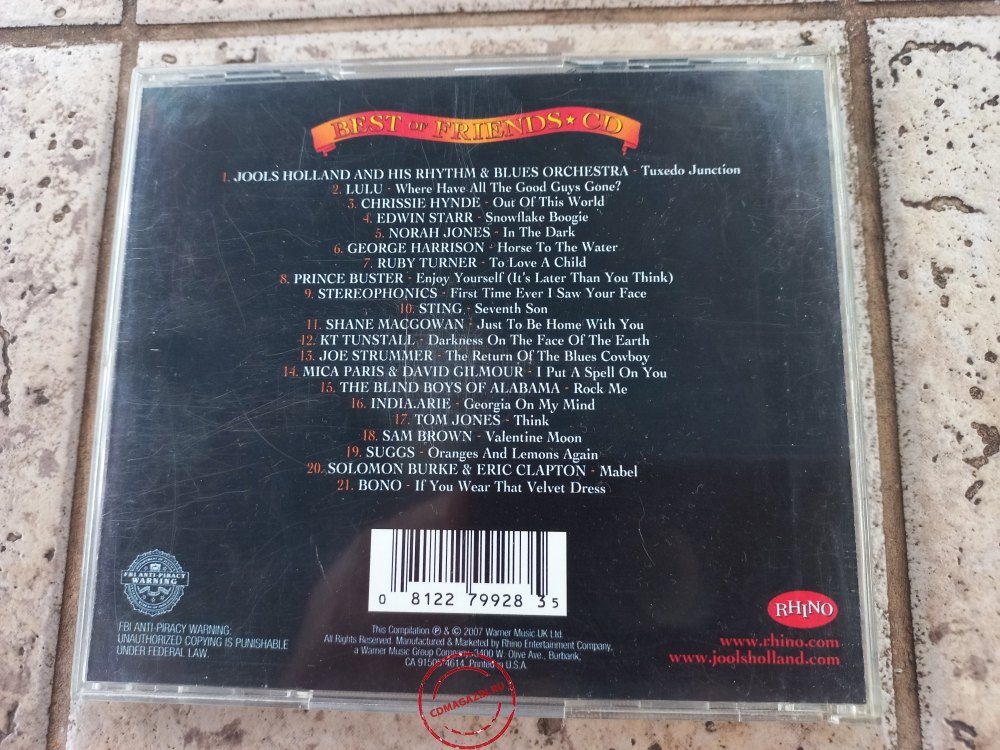 BEST OF FRIENDS ★ CD
1. JOOLS HOLLAND AND HIS RHYTHM & BLUES ORCHESTRA - Tuxedo Junction
2. LULU - Where Have All The Good Guys Gone?
3. CHRISSIE HYNDE - Out Of This World
4. EDWIN STARR - Snowflake Boogie
5. NORAH JONES - In The Dark
6. GEORGE HARRISON - Horse To The Water
7. RUBY TURNER - To Love A Child
8. PRINCE BUSTER - Enjoy Yourself (It's Later Than You Think)
9. STEREOPHONICS - First Time Ever I Saw Your Face
10. STING - Seventh Son
11. SHANE MACGOWAN - Just To Be Home With You
12. KT TUNSTALL - Darkness On The Face Of The Earth
13. JOE STRUMMER - The Return Of The Blues Cowboy
14. MICA PARIS & DAVID GILMOUR - I Put A Spell On You
15. THE BLIND BOYS OF ALABAMA - Rock Me
16. INDIA.ARIE - Georgia On My Mind
17. TOM JONES - Think
18. SAM BROWN - Valentine Moon
19. SUGGS - Oranges And Lemons Again
20. SOLOMON BURKE & ERIC CLAPTON - Mabel
21. BONO - If You Wear That Velvet Dress
FBI ANTI-PIRACY
WARNING
0 8122 79928 3 5
RHINO
FBI ANTI-PIRACY WARNING:
UNAUTHORIZED COPYING IS PUNISHABLE
UNDER FEDERAL LAW.
This Compilation ℗ & © 2007 Warner Music UK Ltd.
All Rights Reserved. Manufactured & Marketed by Rhino Entertainment Company,
a Warner Music Group Company, 3400 W. Olive Ave., Burbank,
CA 91505-4614. Printed in U.S.A.
www.rhino.com
www.joolsholland.com
CDMAGAZIN.RU